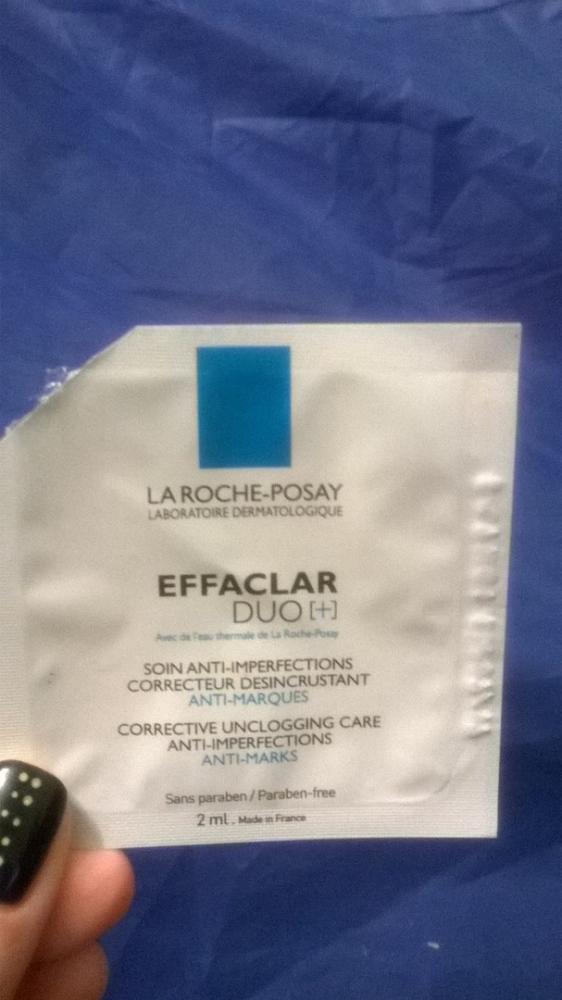 LA ROCHE-POSAY
LABORATOIRE DERMATOLOGIQUE
EFFACLAR
DUO [+]
Avec de l'eau thermale de La Roche-Posay
SOIN ANTI-IMPERFECTIONS
CORRECTEUR DESINCRUSTANT
ANTI-MARQUES
CORRECTIVE UNCLOGGING CARE
ANTI-IMPERFECTIONS
ANTI-MARKS
Sans paraben / Paraben-free
2 ml . Made in France